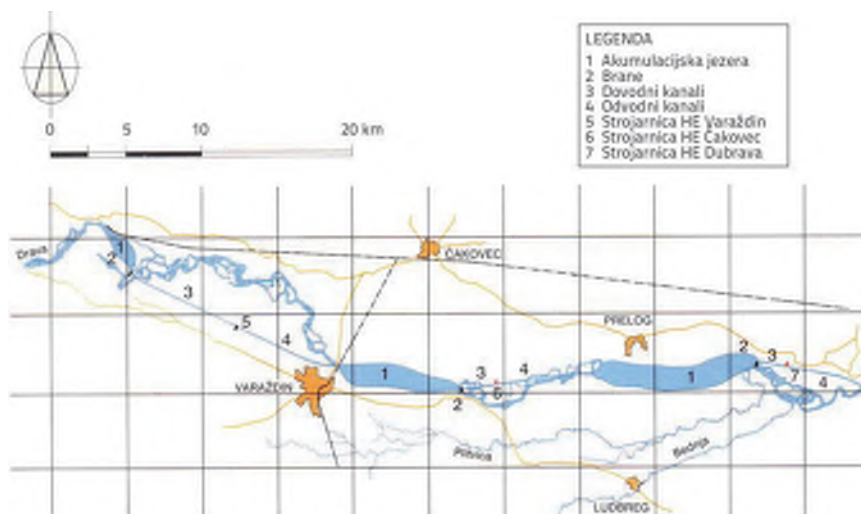 LEGENDA
1 Akumulacijska jezera
2 Brane
3 Dovodni kanali
4 Odvodni kanali
5 Strojarnica HE Varaždin
6 Strojarnica HE Čakovec
7 Strojarnica HE Dubrava
0 5 10 20 km
Drava
1
2
3
5
4
ČAKOVEC
PRELOG
VARAŽDIN
1
2
3
4
6
1
2
3
7
4
Plitvica
Bednja
LUDBREG